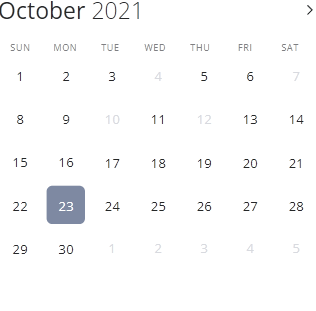 October 2021
SUN MON TUE WED THU FRI SAT
1 2 3 4 5 6 7
8 9 10 11 12 13 14
15 16 17 18 19 20 21
22 23 24 25 26 27 28
29 30 1 2 3 4 5